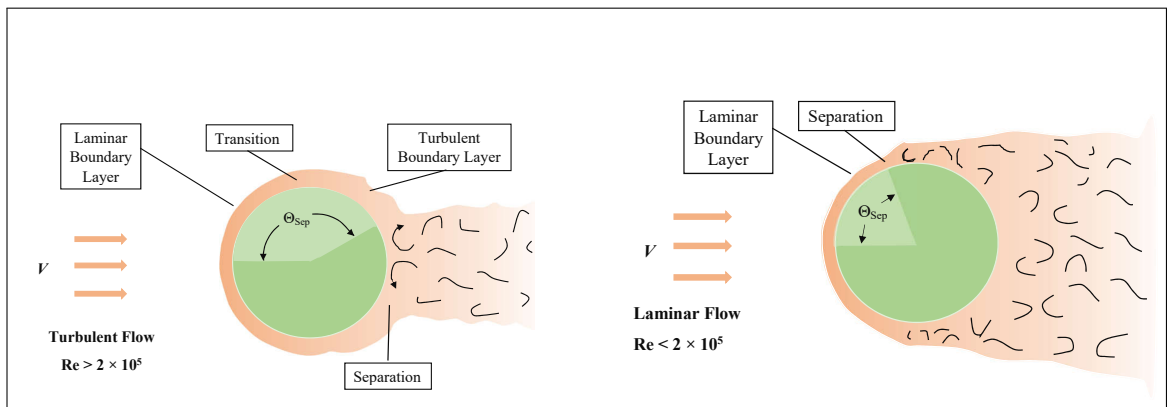 Laminar
Boundary
Layer
Transition
Turbulent
Boundary Layer
ΘSep
V
Turbulent Flow
Re > 2 × 10⁵
Separation
Laminar
Boundary
Layer
Separation
ΘSep
V
Laminar Flow
Re < 2 × 10⁵